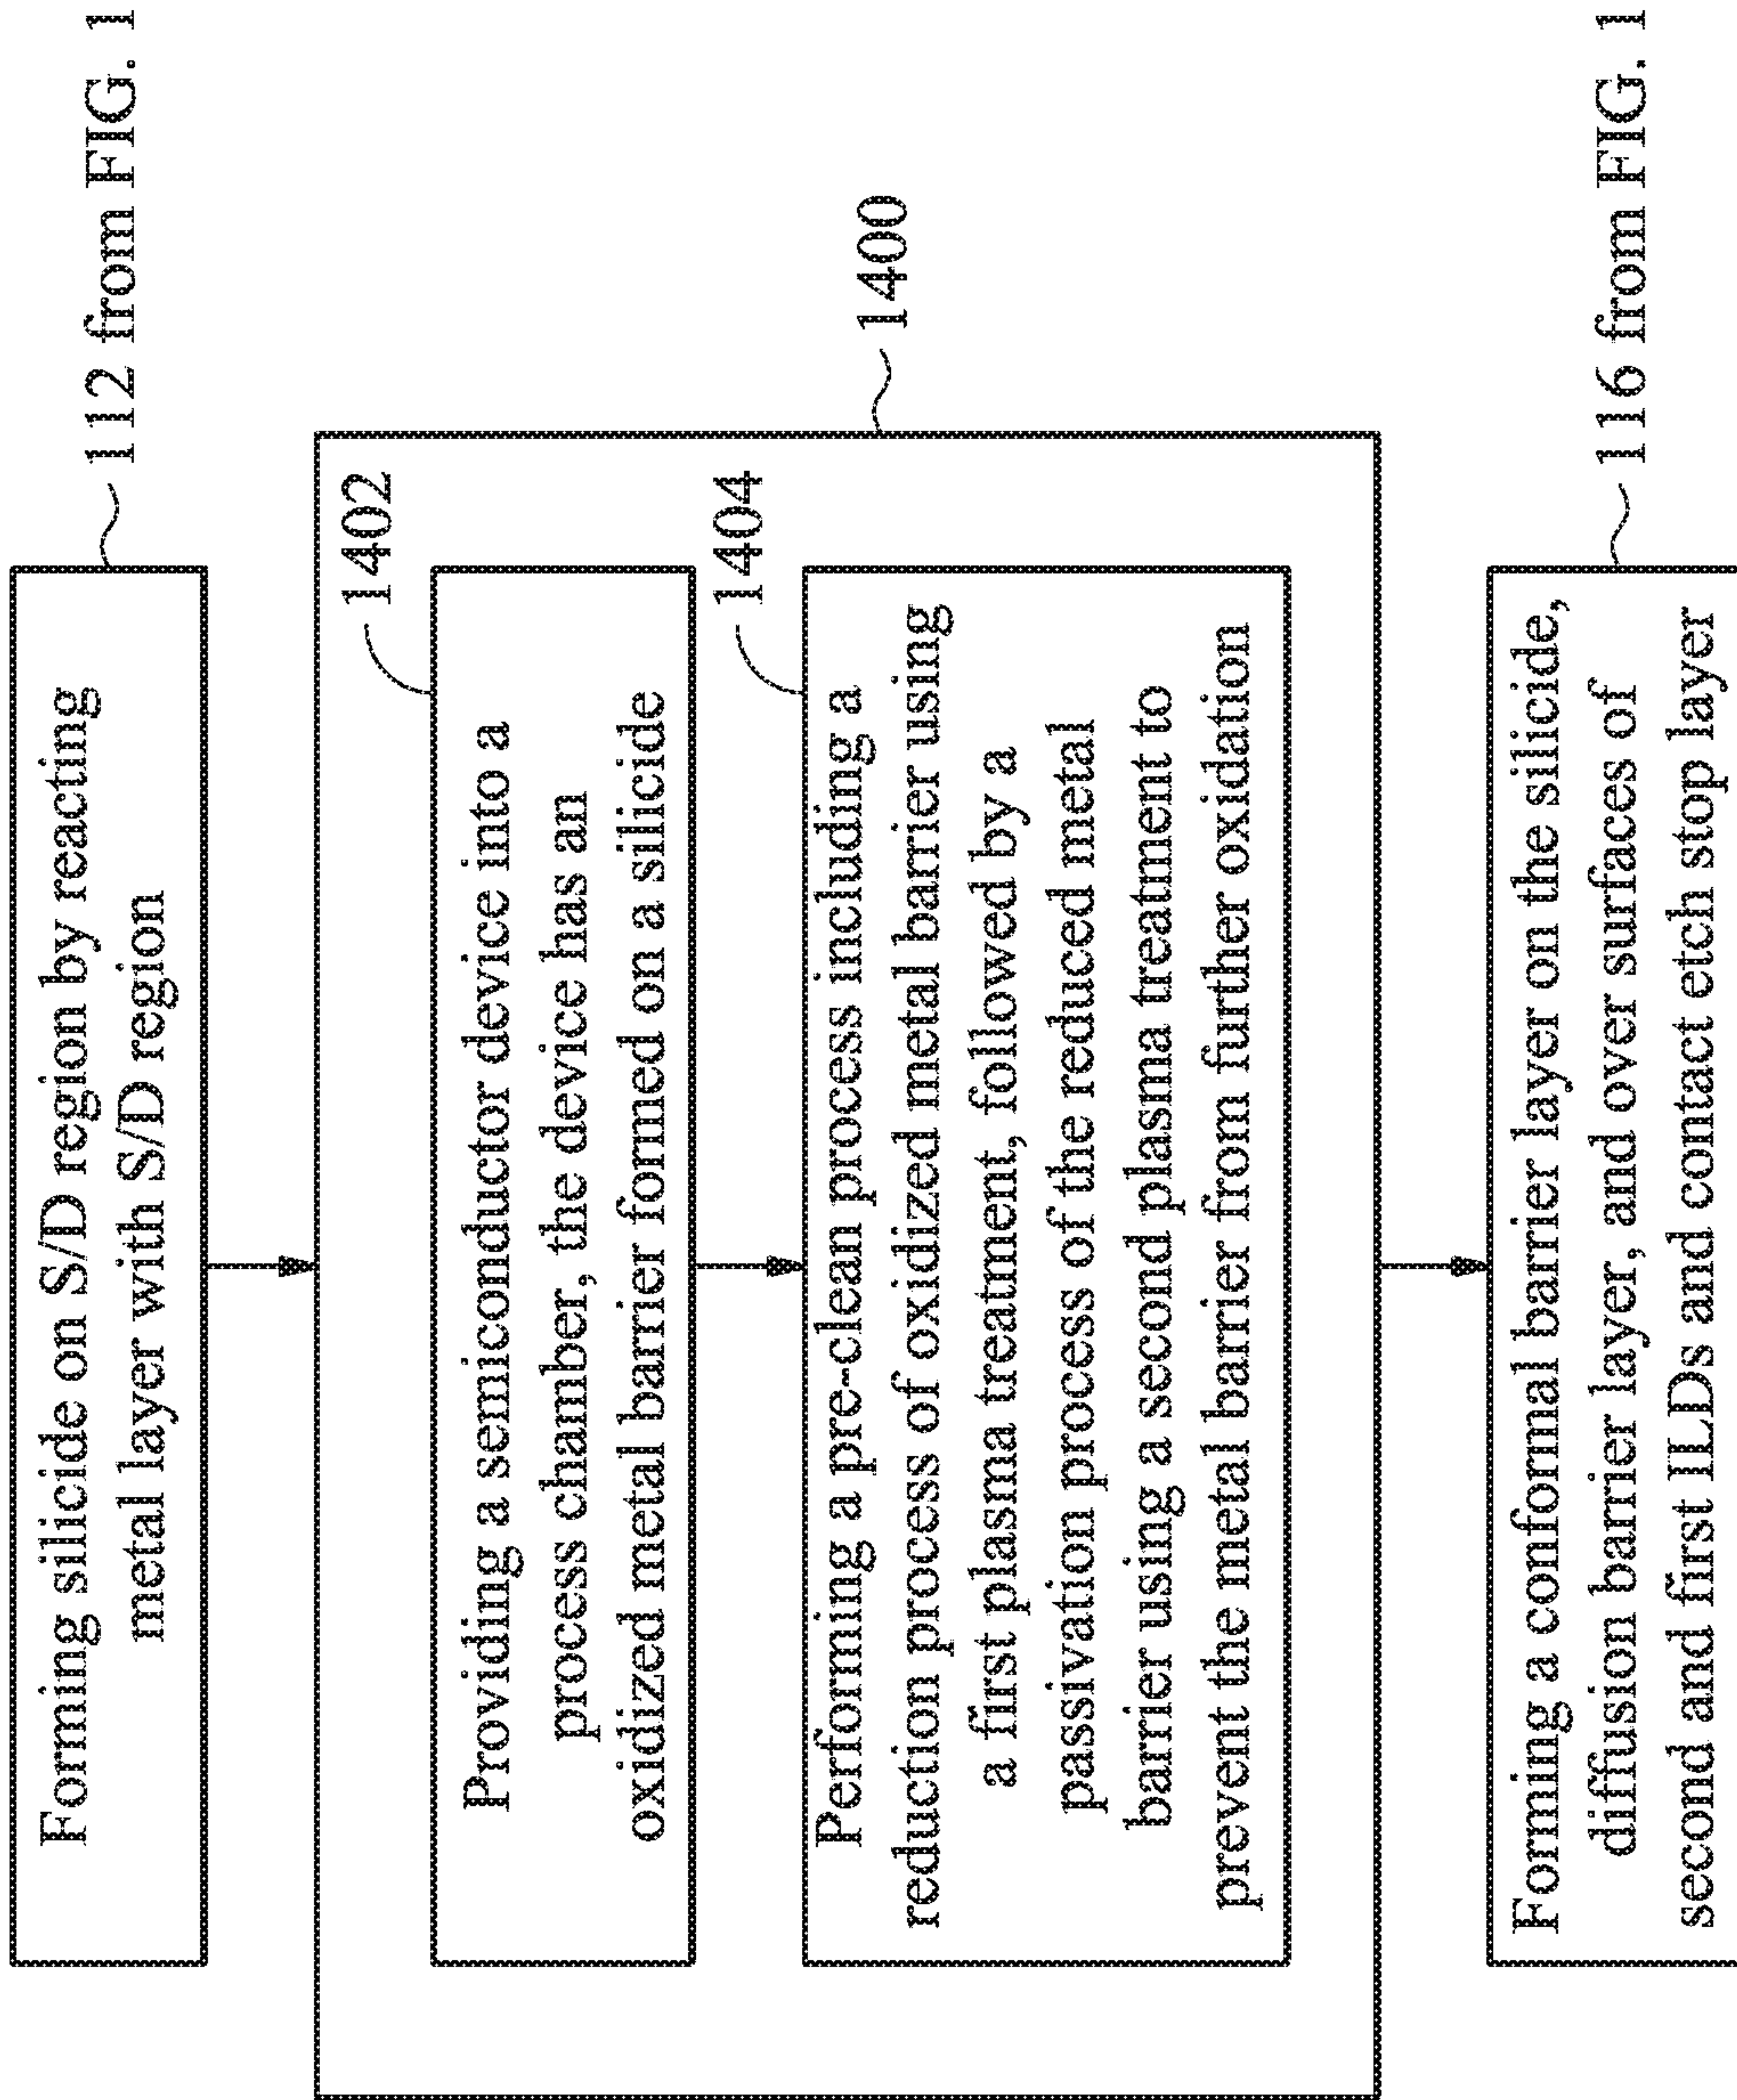 Forming silicide on S/D region by reacting
metal layer with S/D region
112 from FIG. 1
1400
1402
Providing a semiconductor device into a
process chamber, the device has an
oxidized metal barrier formed on a silicide
1404
Performing a pre-clean process including a
reduction process of oxidized metal barrier using
a first plasma treatment, followed by a
passivation process of the reduced metal
barrier using a second plasma treatment to
prevent the metal barrier from further oxidation
Forming a conformal barrier layer on the silicide,
diffusion barrier layer, and over surfaces of
second and first ILDs and contact etch stop layer
116 from FIG. 1